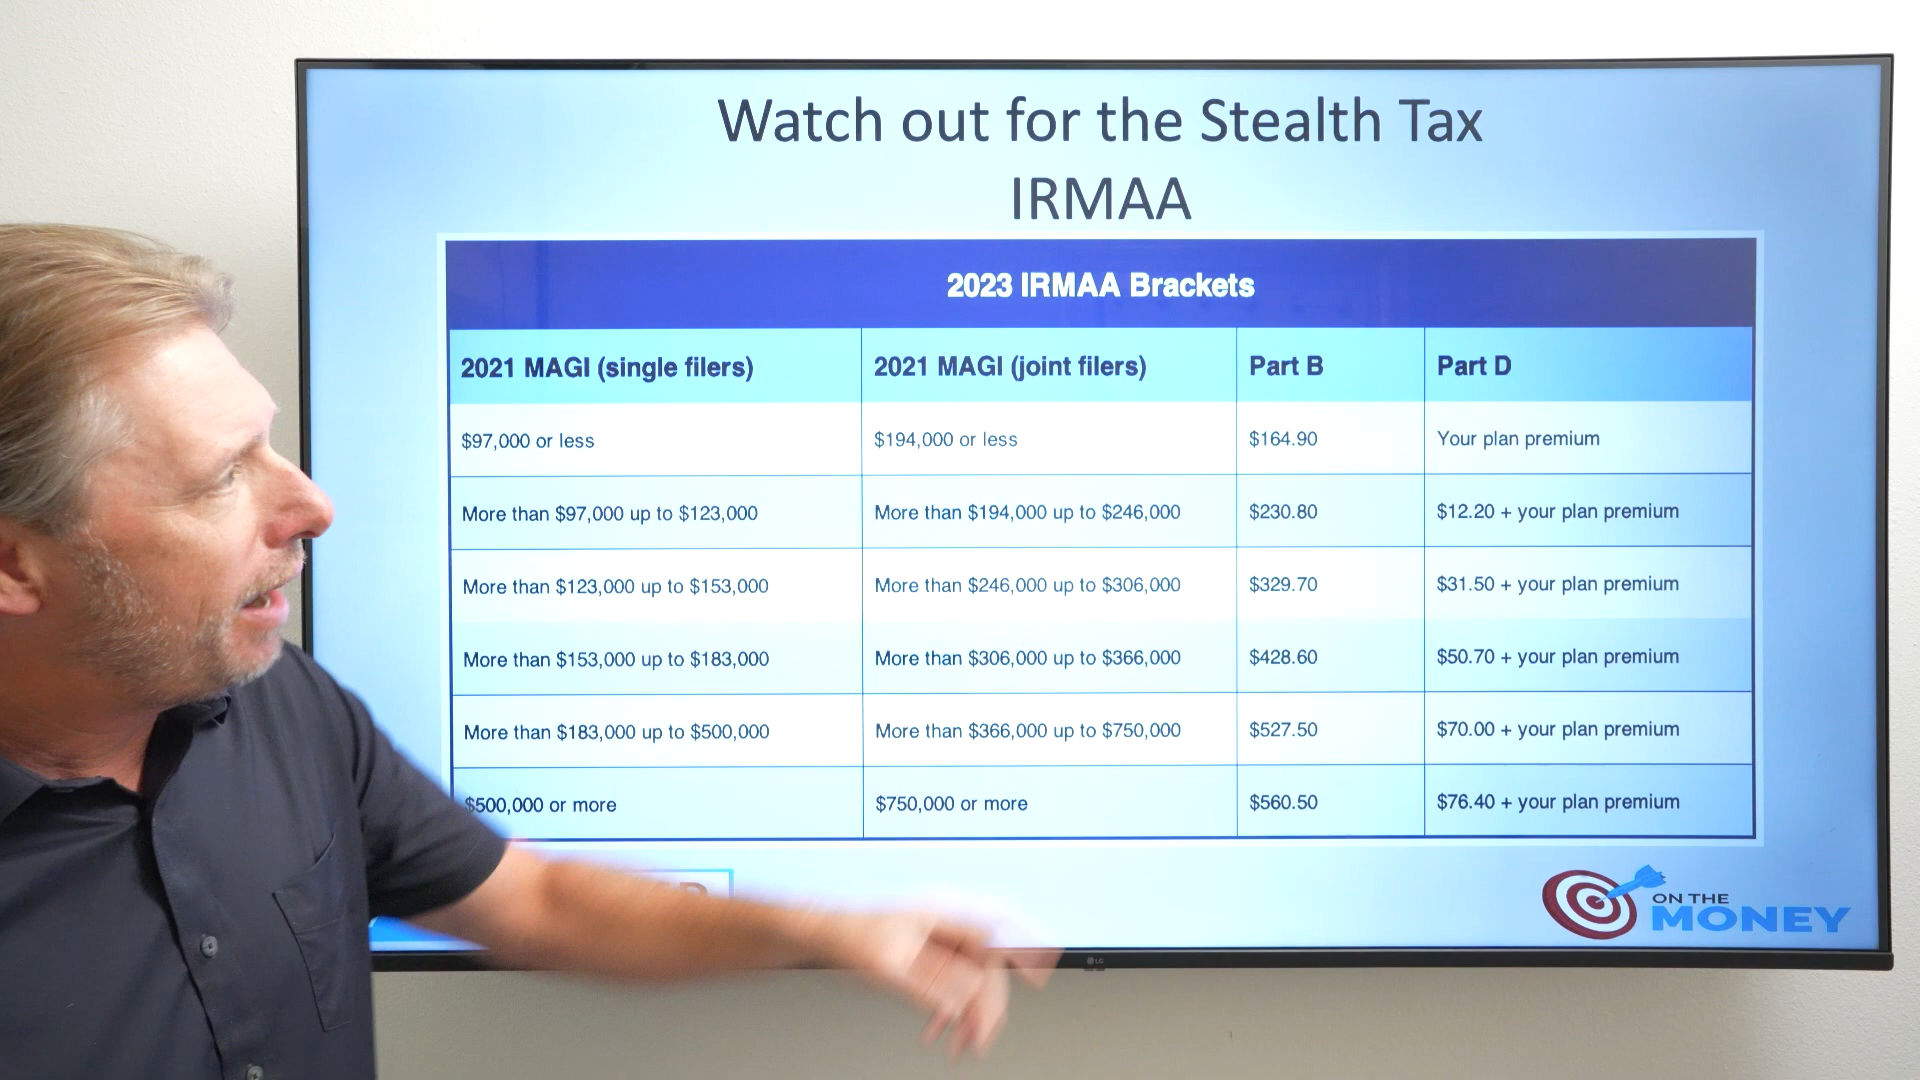 Watch out for the Stealth Tax
IRMAA
2023 IRMAA Brackets
2021 MAGI (single filers) 2021 MAGI (joint filers) Part B Part D
$97,000 or less $194,000 or less $164.90 Your plan premium
More than $97,000 up to $123,000 More than $194,000 up to $246,000 $230.80 $12.20 + your plan premium
More than $123,000 up to $153,000 More than $246,000 up to $306,000 $329.70 $31.50 + your plan premium
More than $153,000 up to $183,000 More than $306,000 up to $366,000 $428.60 $50.70 + your plan premium
More than $183,000 up to $500,000 More than $366,000 up to $750,000 $527.50 $70.00 + your plan premium
$500,000 or more $750,000 or more $560.50 $76.40 + your plan premium
ON THE
MONEY
LG